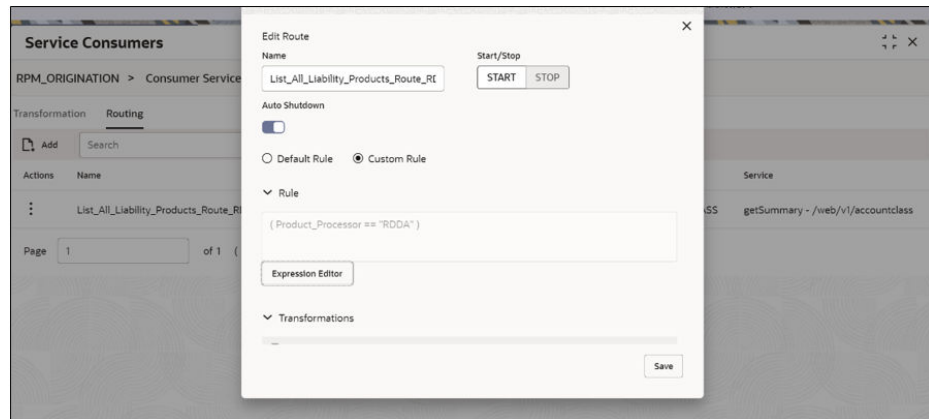 Service Consumers
RPM_ORIGINATION > Consumer Service
Transformation Routing
Add Search
Actions Name Service
List_All_Liability_Products_Route_RI ASS getSummary - /web/v1/accountclass
Page 1 of 1 (
Edit Route
Name Start/Stop
List_All_Liability_Products_Route_RI START STOP
Auto Shutdown
Default Rule Custom Rule
Rule
( Product_Processor == "RDDA" )
Expression Editor
Transformations
Save